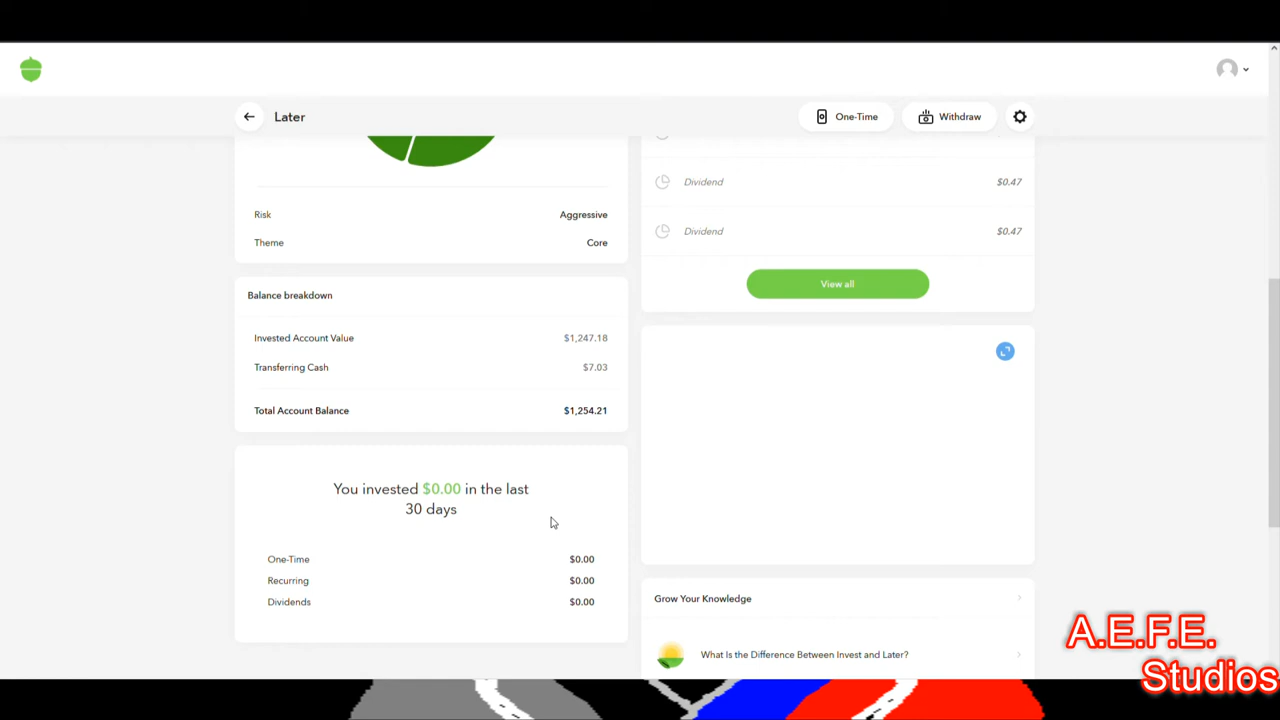 Later
One-Time
Withdraw
Risk
Aggressive
Theme
Core
Balance breakdown
Invested Account Value
$1,247.18
Transferring Cash
$7.03
Total Account Balance
$1,254.21
You invested $0.00 in the last
30 days
One-Time
$0.00
Recurring
$0.00
Dividends
$0.00
Dividend
$0.47
Dividend
$0.47
View all
Grow Your Knowledge
What Is the Difference Between Invest and Later?
A.E.F.E.
Studios